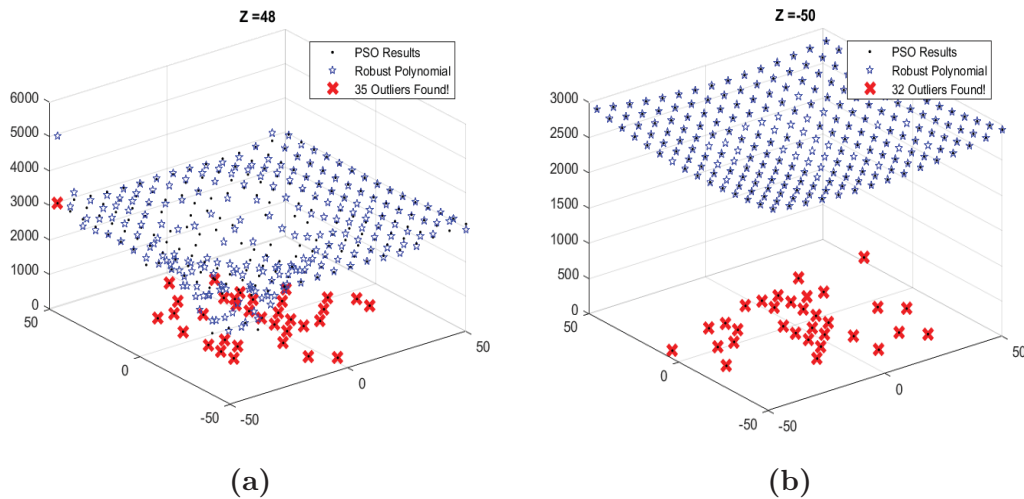 Z =48
PSO Results
Robust Polynomial
35 Outliers Found!
6000
5000
4000
3000
2000
1000
0
50
0
-50
-50
0
50
(a)
Z =-50
PSO Results
Robust Polynomial
32 Outliers Found!
3000
2500
2000
1500
1000
500
0
50
0
-50
-50
0
50
(b)